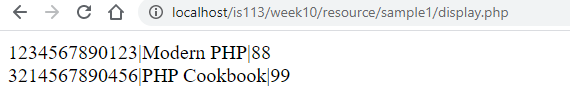 localhost/is113/week10/resource/sample1/display.php
1234567890123|Modern PHP|88
3214567890456|PHP Cookbook|99